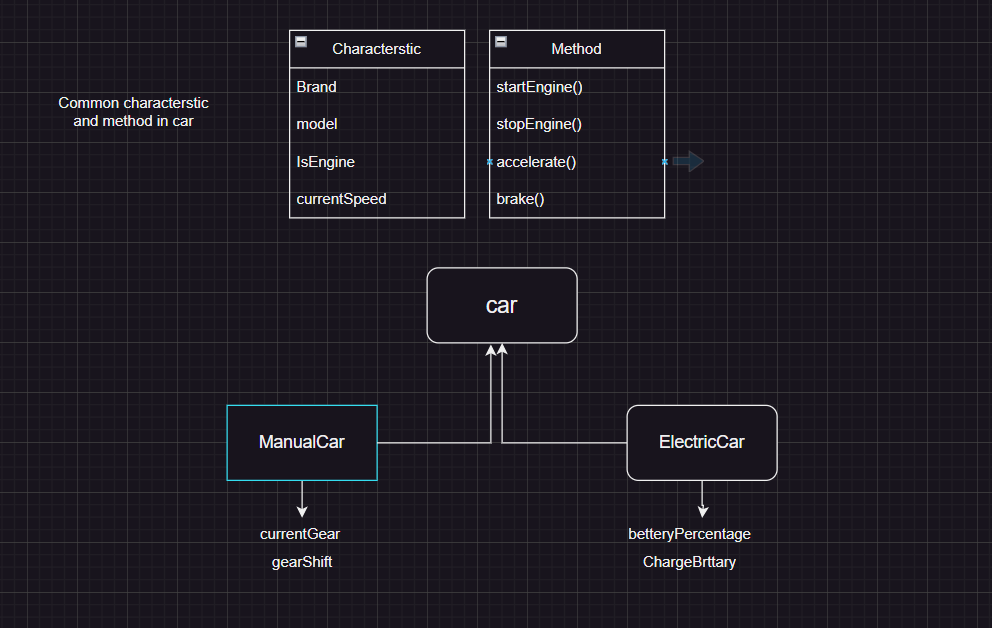 Common characterstic
and method in car
Characterstic
Brand
model
IsEngine
currentSpeed
Method
startEngine()
stopEngine()
accelerate()
brake()
car
ManualCar
ElectricCar
currentGear
gearShift
betteryPercentage
ChargeBrttary